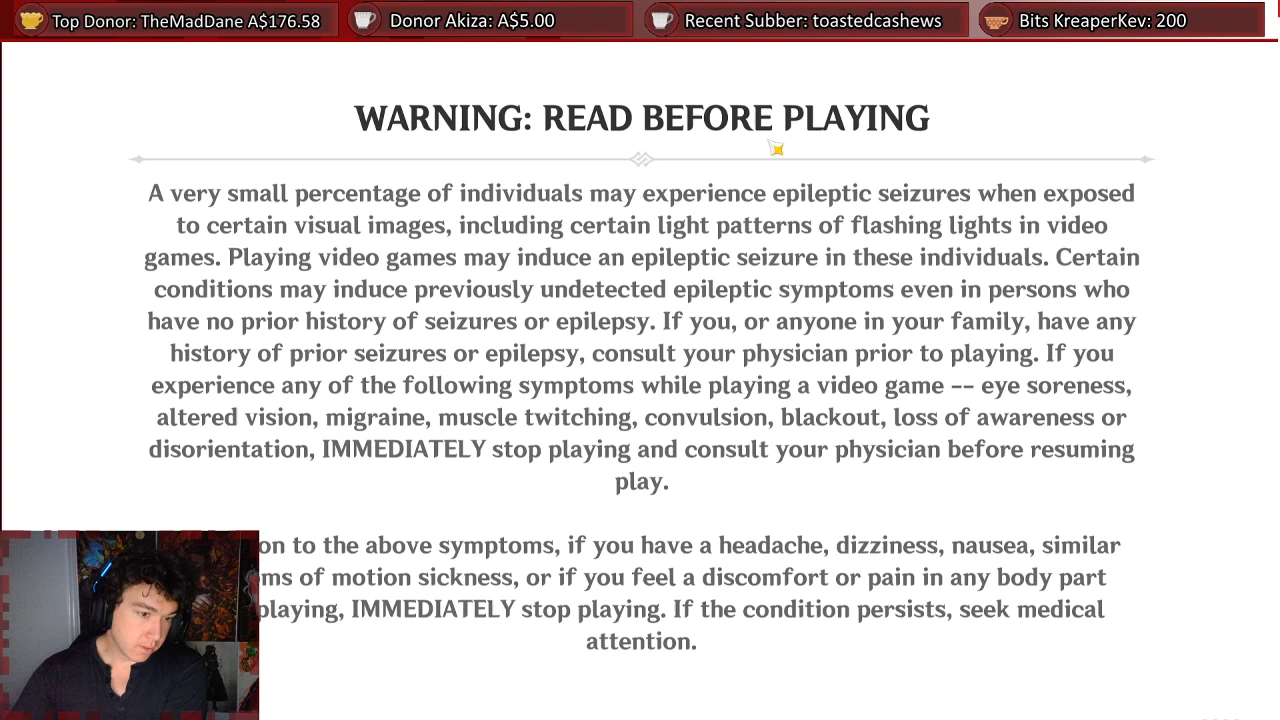 Top Donor: TheMadDane A$176.58
Donor Akiza: A$5.00
Recent Subber: toastedcashews
Bits KreaperKev: 200
WARNING: READ BEFORE PLAYING
A very small percentage of individuals may experience epileptic seizures when exposed
to certain visual images, including certain light patterns of flashing lights in video
games. Playing video games may induce an epileptic seizure in these individuals. Certain
conditions may induce previously undetected epileptic symptoms even in persons who
have no prior history of seizures or epilepsy. If you, or anyone in your family, have any
history of prior seizures or epilepsy, consult your physician prior to playing. If you
experience any of the following symptoms while playing a video game -- eye soreness,
altered vision, migraine, muscle twitching, convulsion, blackout, loss of awareness or
disorientation, IMMEDIATELY stop playing and consult your physician before resuming
play.
on to the above symptoms, if you have a headache, dizziness, nausea, similar
ms of motion sickness, or if you feel a discomfort or pain in any body part
playing, IMMEDIATELY stop playing. If the condition persists, seek medical
attention.